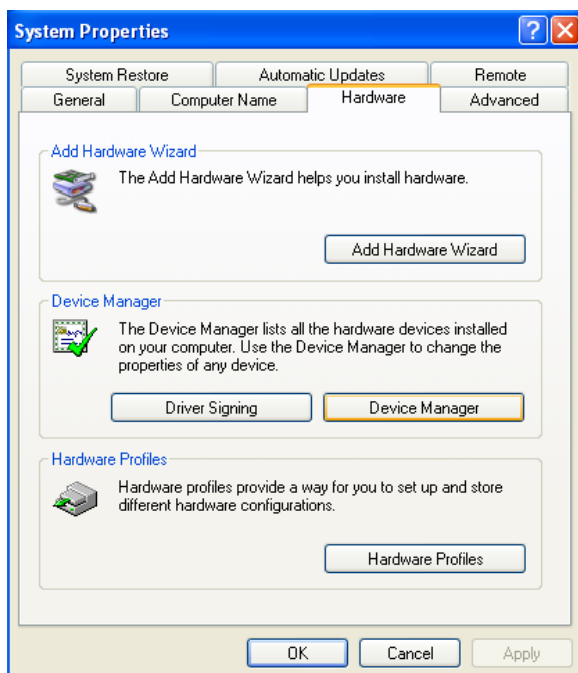 System Properties
System Restore
Automatic Updates
Remote
General
Computer Name
Hardware
Advanced
Add Hardware Wizard
The Add Hardware Wizard helps you install hardware.
Add Hardware Wizard
Device Manager
The Device Manager lists all the hardware devices installed
on your computer. Use the Device Manager to change the
properties of any device.
Driver Signing
Device Manager
Hardware Profiles
Hardware profiles provide a way for you to set up and store
different hardware configurations.
Hardware Profiles
OK
Cancel
Apply